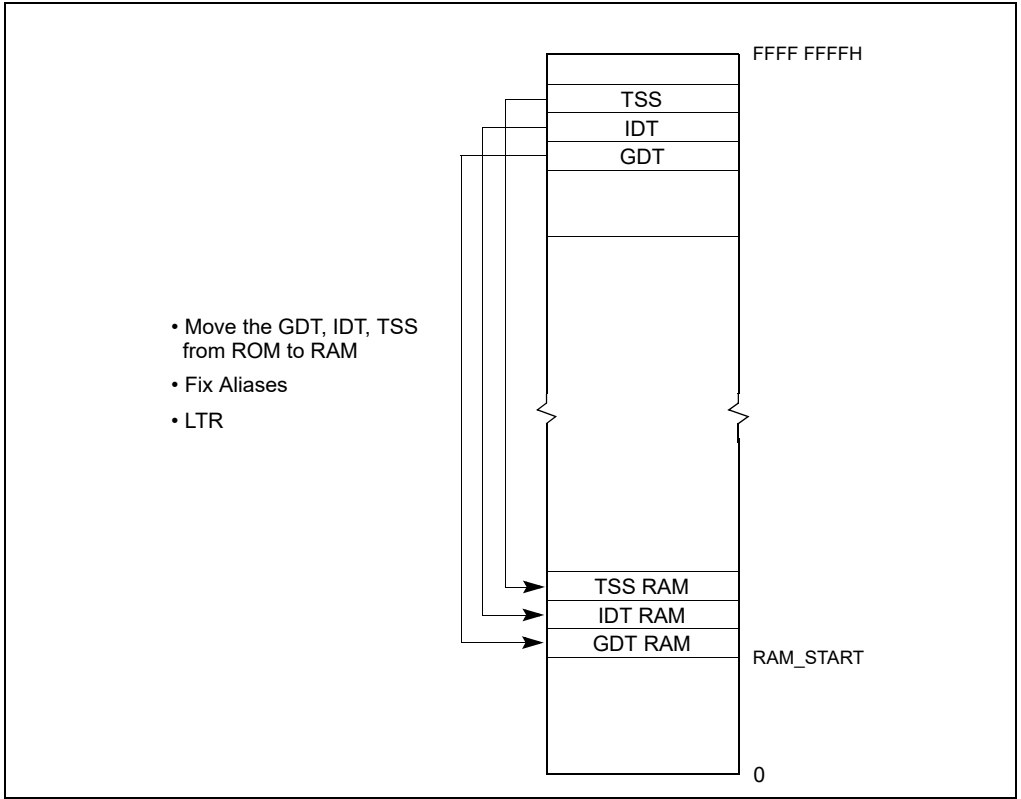 FFFF FFFFH
TSS
IDT
GDT
• Move the GDT, IDT, TSS
from ROM to RAM
• Fix Aliases
• LTR
TSS RAM
IDT RAM
GDT RAM
RAM_START
0